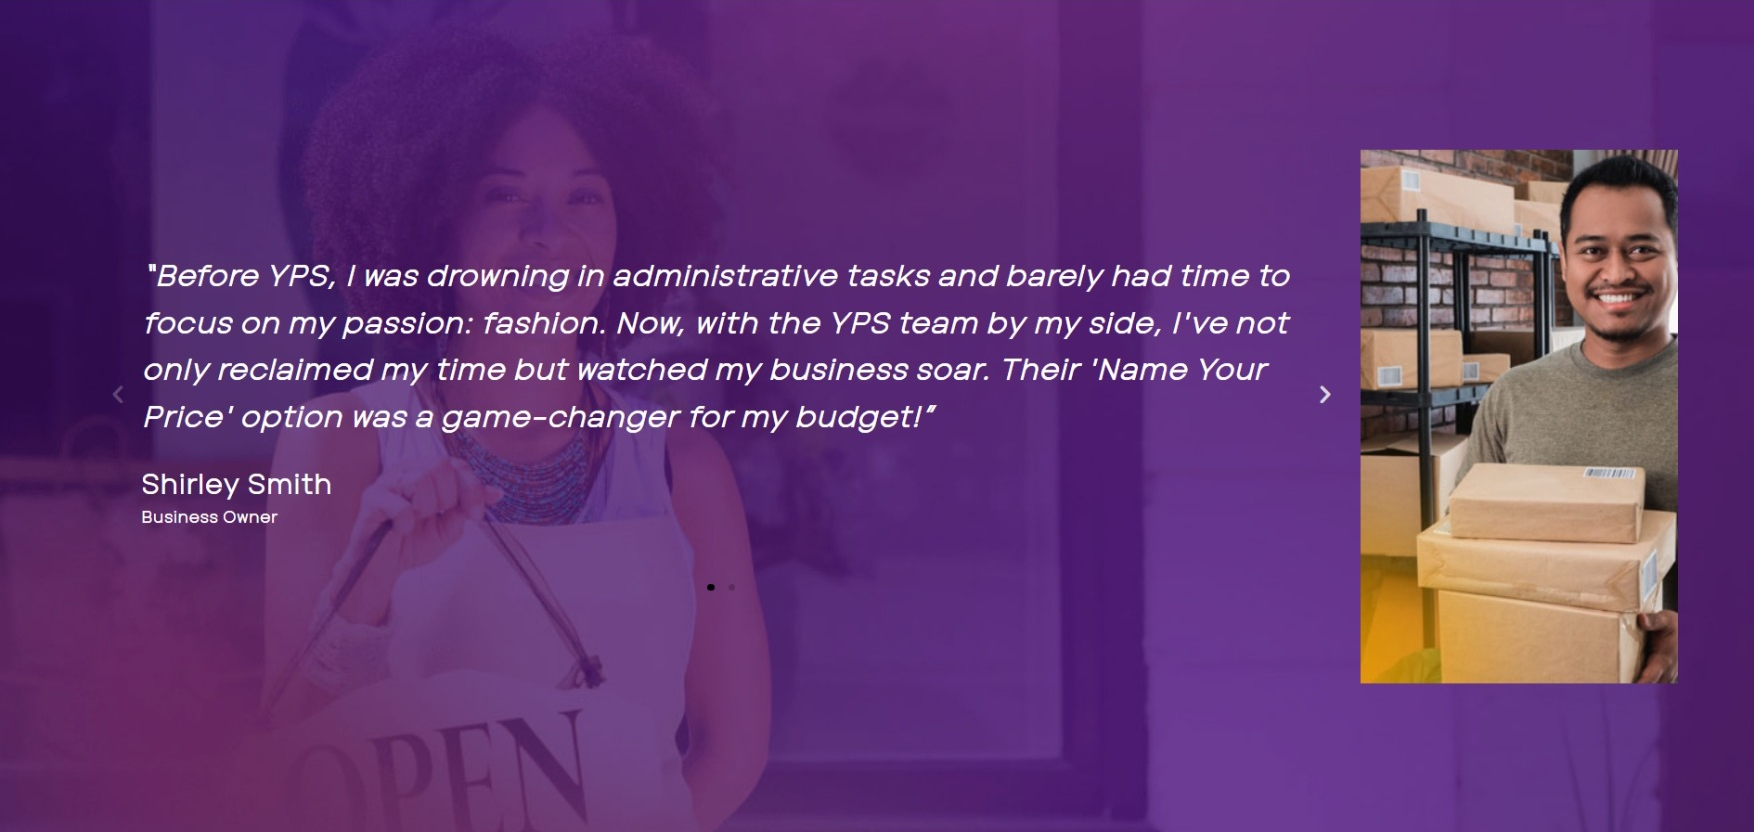 "Before YPS, I was drowning in administrative tasks and barely had time to
focus on my passion: fashion. Now, with the YPS team by my side, I've not
only reclaimed my time but watched my business soar. Their 'Name Your
Price' option was a game-changer for my budget!”
Shirley Smith
Business Owner
OPEN